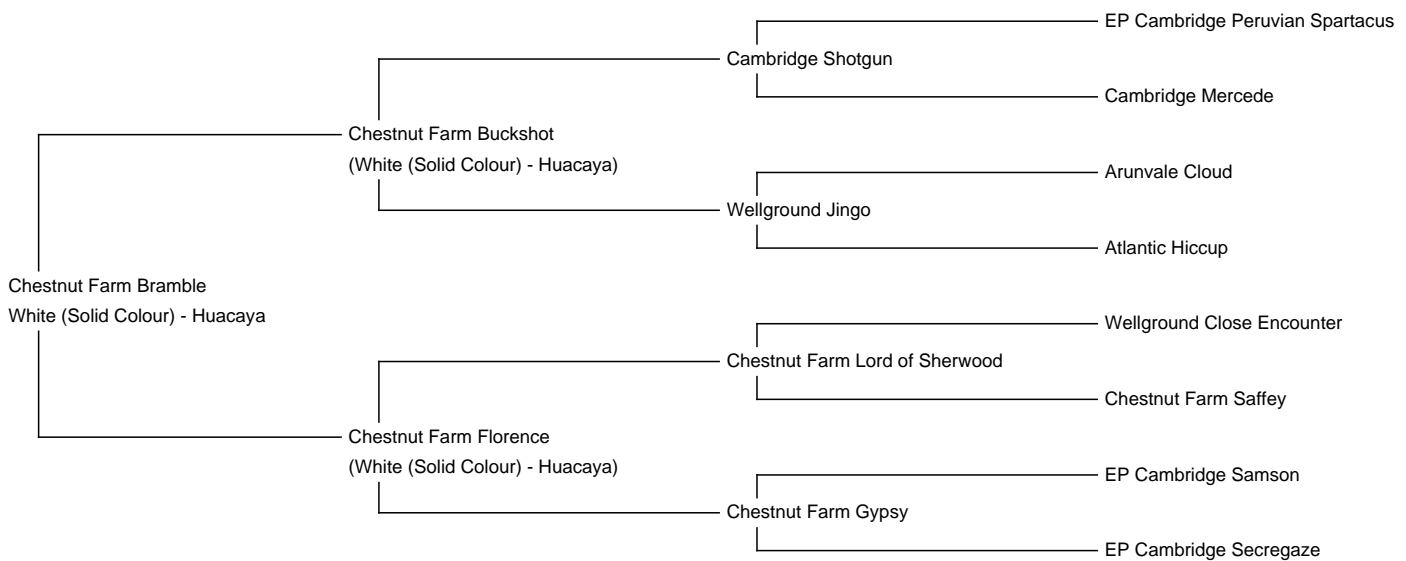 EP Cambridge Peruvian Spartacus
Cambridge Shotgun
Cambridge Mercede
Chestnut Farm Buckshot
(White (Solid Colour) - Huacaya)
Arunvale Cloud
Wellground Jingo
Atlantic Hiccup
Chestnut Farm Bramble
White (Solid Colour) - Huacaya
Wellground Close Encounter
Chestnut Farm Lord of Sherwood
Chestnut Farm Saffey
Chestnut Farm Florence
(White (Solid Colour) - Huacaya)
EP Cambridge Samson
Chestnut Farm Gypsy
EP Cambridge Secregaze